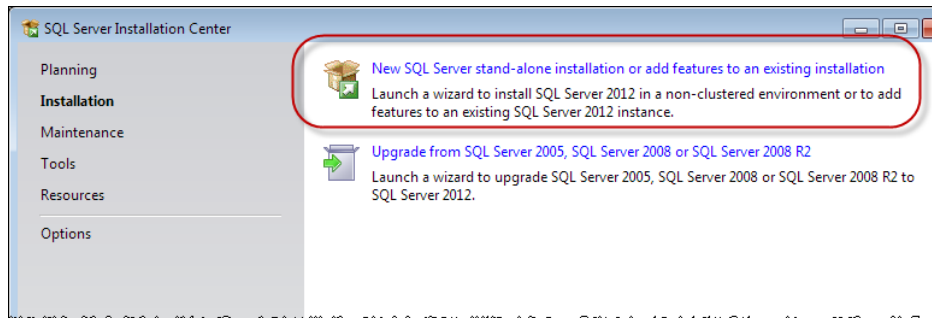 SQL Server Installation Center
Planning
Installation
Maintenance
Tools
Resources
Options
New SQL Server stand-alone installation or add features to an existing installation
Launch a wizard to install SQL Server 2012 in a non-clustered environment or to add
features to an existing SQL Server 2012 instance.
Upgrade from SQL Server 2005, SQL Server 2008 or SQL Server 2008 R2
Launch a wizard to upgrade SQL Server 2005, SQL Server 2008 or SQL Server 2008 R2 to
SQL Server 2012.